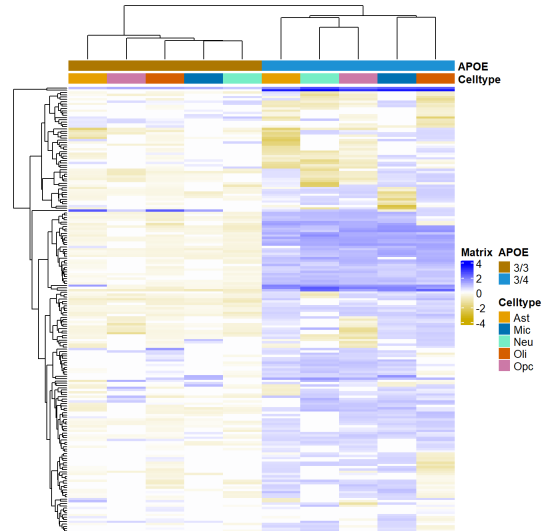 APOE
Celltype
Matrix
4
2
0
-2
-4
APOE
3/3
3/4
Celltype
Ast
Mic
Neu
Oli
Opc